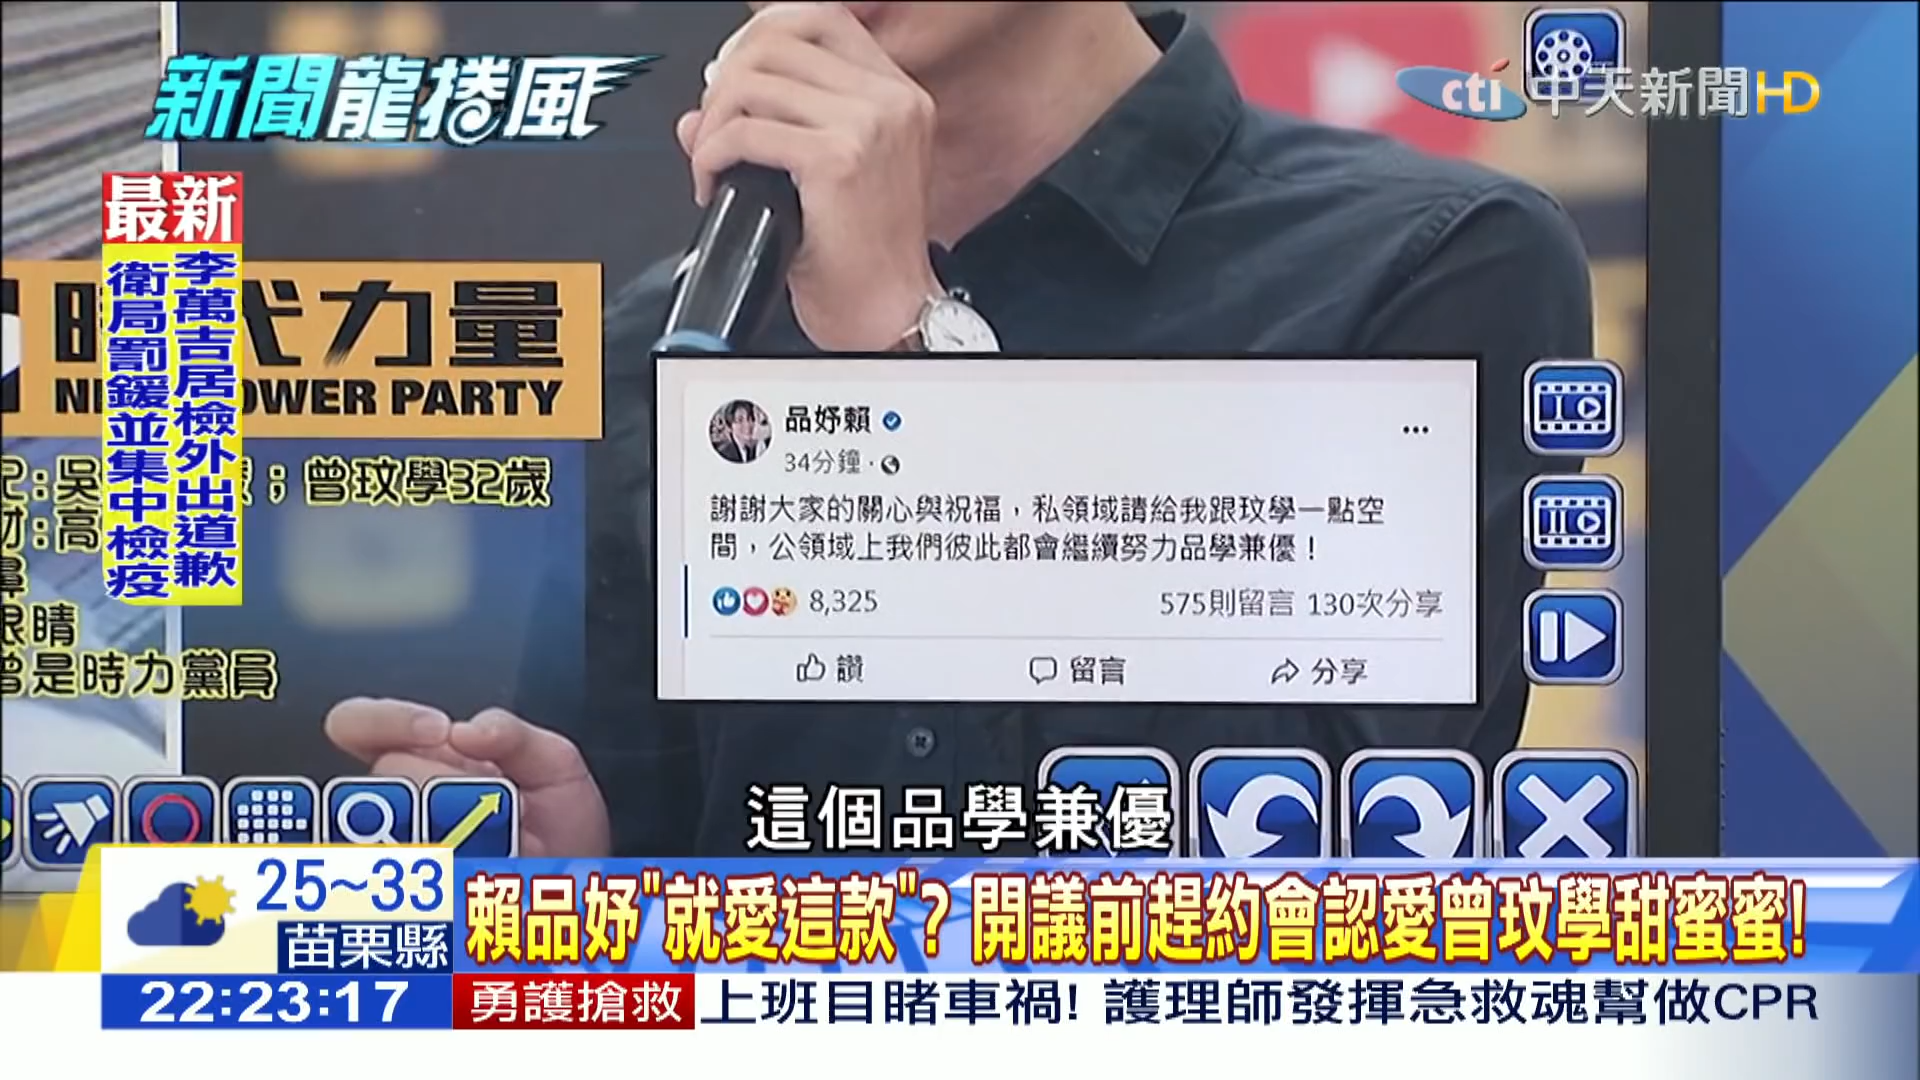 新聞龍捲風
cti 中天新聞HD
最新
李萬吉居檢外出道歉
衛局罰鍰並集中檢疫
代力量
POWER PARTY
；曾玟學32歲
眼睛
曾是時力黨員
品妤賴
34分鐘
謝謝大家的關心與祝福，私領域請給我跟玟學一點空
間，公領域上我們彼此都會繼續努力品學兼優！
8,325
575則留言 130次分享
讚 留言 分享
這個品學兼優
25~33
苗栗縣
賴品妤"就愛這款"? 開議前趕約會認愛曾玟學甜蜜蜜!
22:23:17
勇護搶救
上班目睹車禍! 護理師發揮急救魂幫做CPR